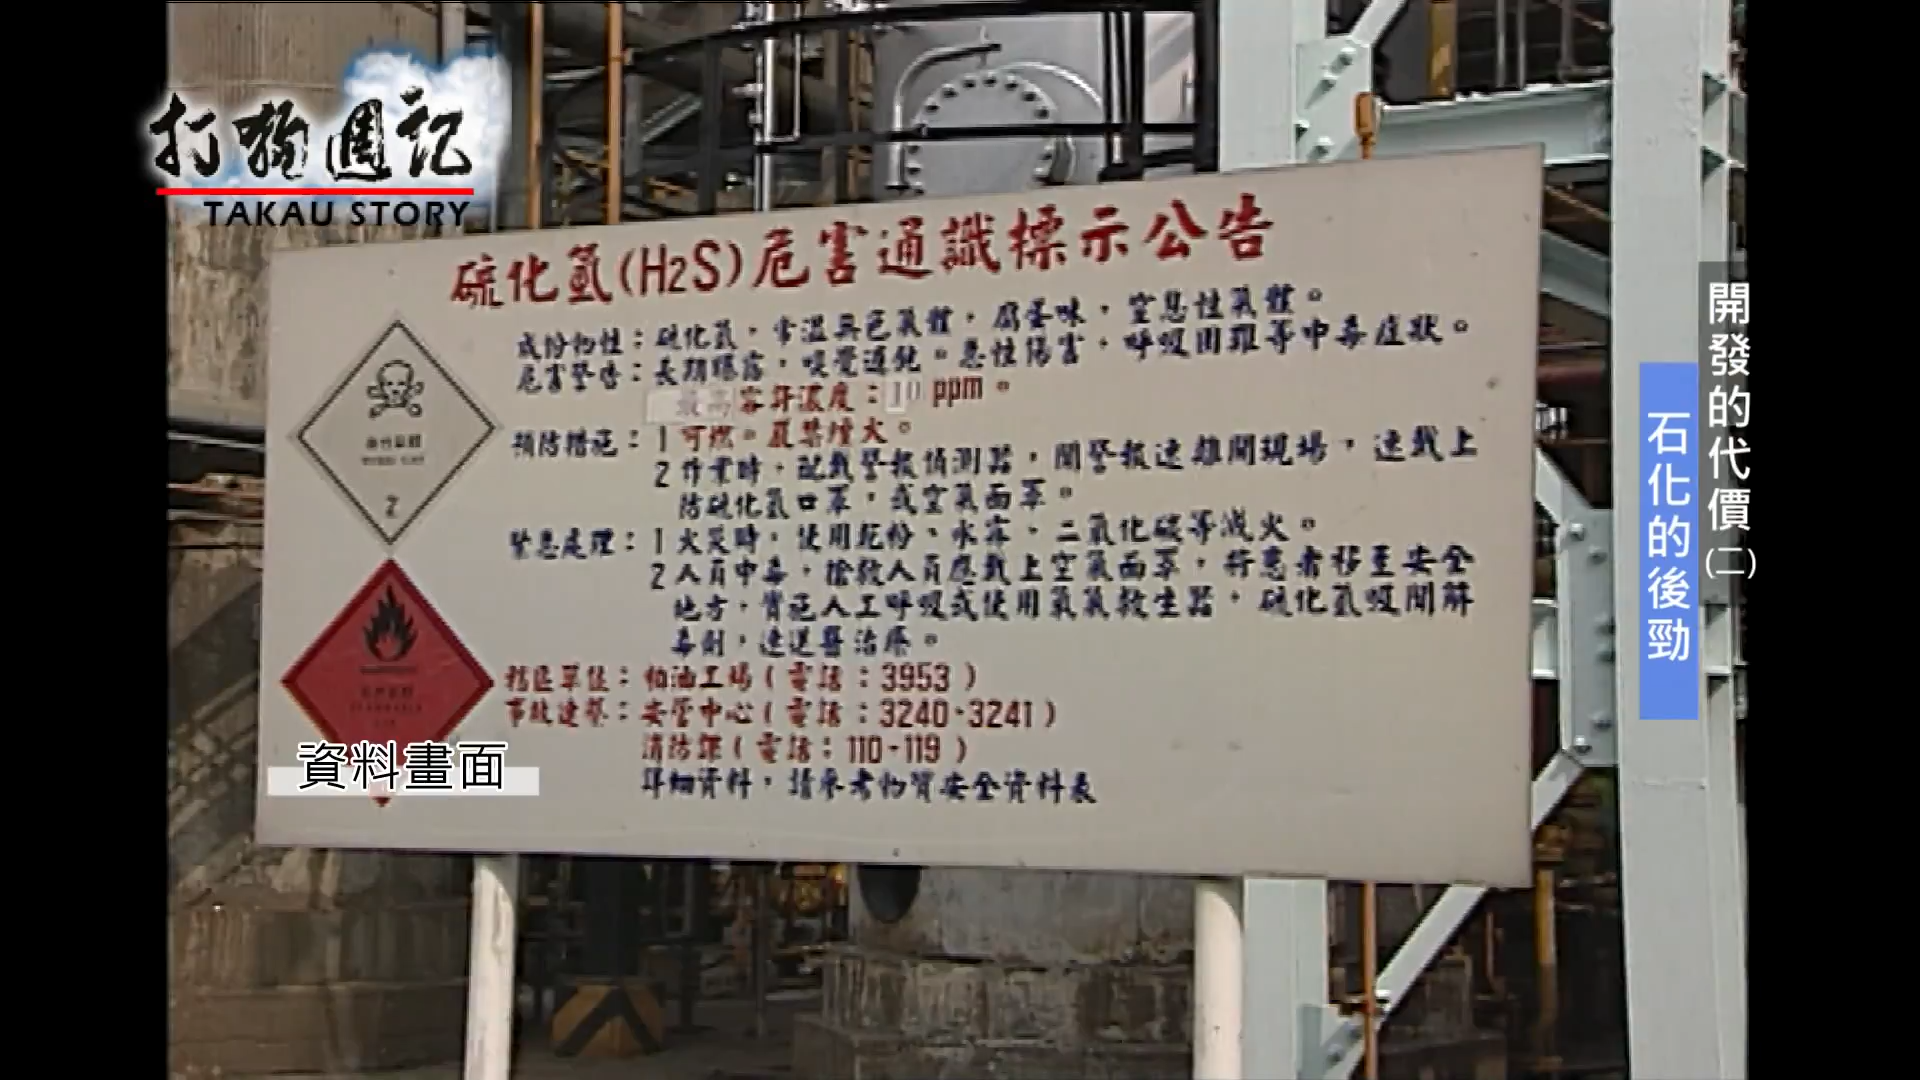 打狗週記
TAKAU STORY
開發的代價(二)
石化的後勁
硫化氫(H2S)危害通識標示公告
成份物性：硫化氫，常溫無色氣體，腐蛋味，窒息性氣體。
危害警告：長期曝露，嗅覺遲鈍。急性傷害，呼吸困難等中毒症狀。
最高容許濃度：10 ppm。
預防措施：1 可燃。嚴禁煙火。
2 作業時，配戴警報偵測器，聞警報速離開現場，速戴上
防硫化氫口罩，或空氣面罩。
緊急處理：1 火災時，使用乾粉、水霧、二氧化碳等滅火。
2 人員中毒，搶救人員應戴上空氣面罩，將患者移至安全
地方，實施人工呼吸或使用氧氣救生器，硫化氫吸聞解
毒劑，速送醫治療。
轄區單位：柏油工場(電話：3953)
事故連祭：安管中心(電話：3240·3241)
消防課(電話：110·119)
詳細資料，請參考物質安全資料表
2
資料畫面